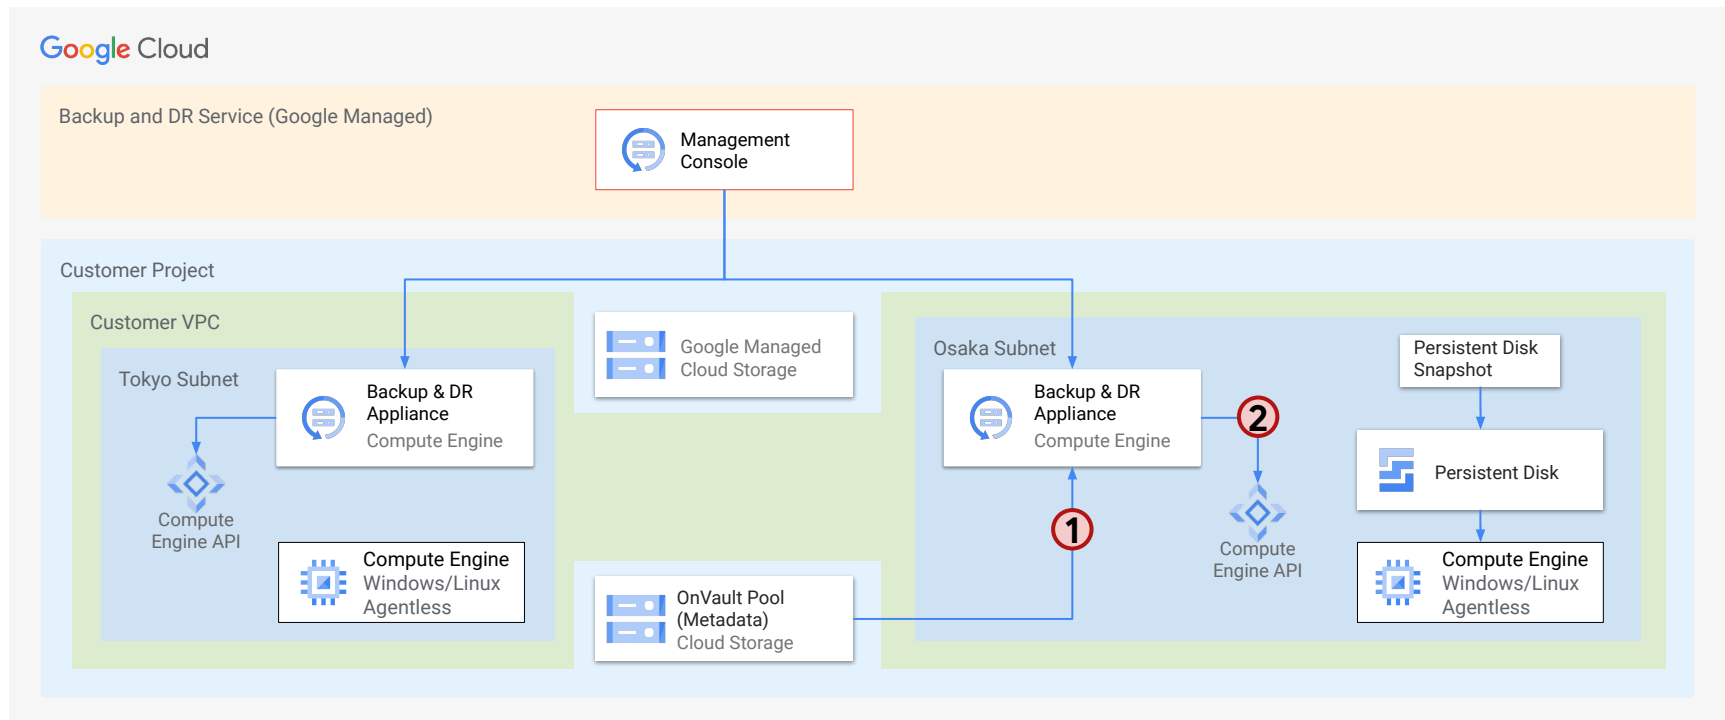 Google Cloud
Backup and DR Service (Google Managed)
Management
Console
Customer Project
Customer VPC
Tokyo Subnet
Backup & DR
Appliance
Compute Engine
Compute
Engine API
Compute Engine
Windows/Linux
Agentless
Google Managed
Cloud Storage
OnVault Pool
(Metadata)
Cloud Storage
Osaka Subnet
Backup & DR
Appliance
Compute Engine
1
2
Compute
Engine API
Persistent Disk
Snapshot
Persistent Disk
Compute Engine
Windows/Linux
Agentless